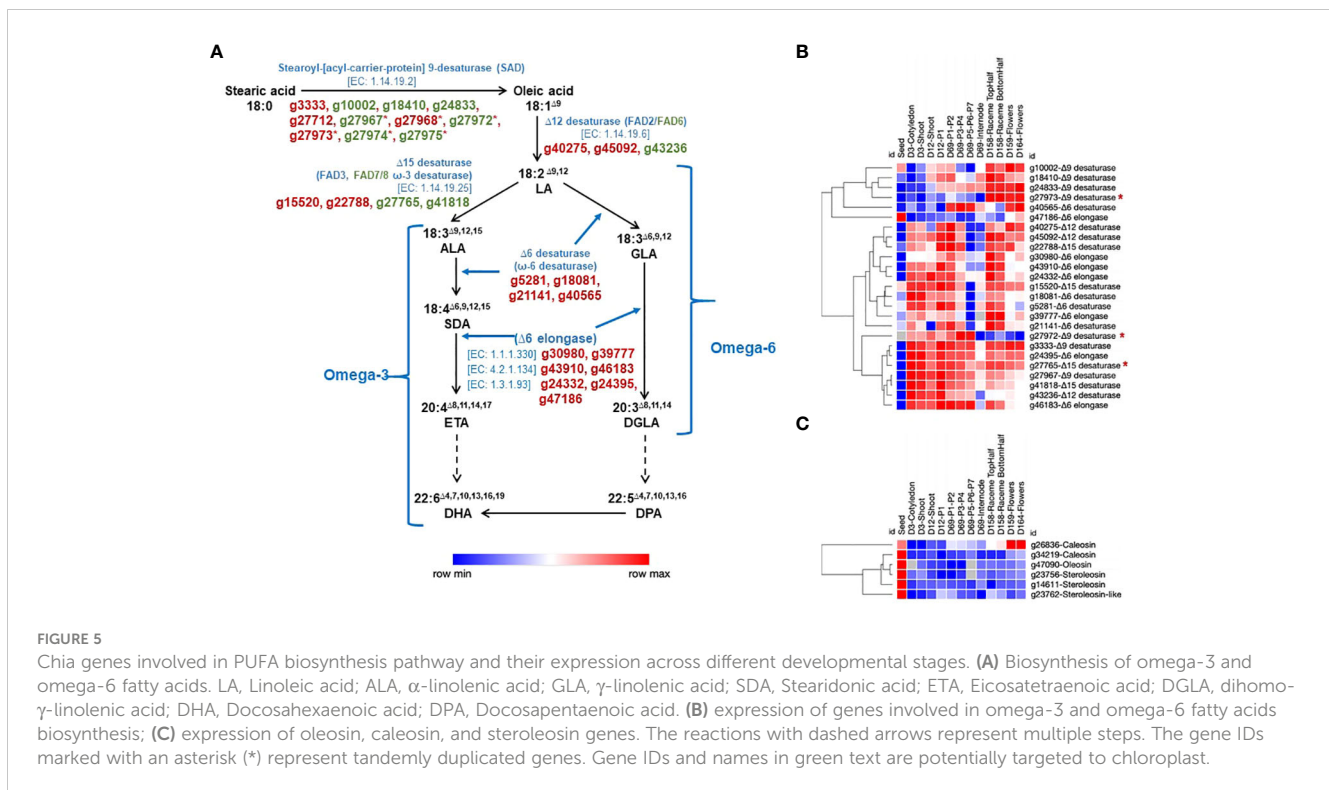 A
Stearoyl-[acyl-carrier-protein] 9-desaturase (SAD)
[EC: 1.14.19.2]
Stearic acid
18:0
Oleic acid
18:1Δ9
g3333, g10002, g18410, g24833,
g27712, g27967*, g27968*, g27972*,
g27973*, g27974*, g27975*
Δ12 desaturase (FAD2/FAD6)
[EC: 1.14.19.6]
g40275, g45092, g43236
Δ15 desaturase
(FAD3, FAD7/8 ω-3 desaturase)
[EC: 1.14.19.25]
g15520, g22788, g27765, g41818
18:2 Δ9,12
LA
18:3Δ9,12,15
ALA
18:3Δ6,9,12
GLA
Δ6 desaturase
(ω-6 desaturase)
g5281, g18081,
g21141, g40565
18:4Δ6,9,12,15
SDA
(Δ6 elongase)
[EC: 1.1.1.330] g30980, g39777
[EC: 4.2.1.134] g43910, g46183
[EC: 1.3.1.93] g24332, g24395,
g47186
Omega-3
Omega-6
20:4Δ8,11,14,17
ETA
20:3Δ8,11,14
DGLA
22:6Δ4,7,10,13,16,19
DHA
22:5Δ4,7,10,13,16
DPA
row min
row max
B
id
Seed
D3-Cotyledon
D3-Shoot
D12-Shoot
D12-P1
D69-P1-P2
D69-P3-P4
D69-P5-P6-P7
D69-Internode
D158-Raceme TopHalf
D158-Raceme BottomHalf
D159-Flowers
D164-Flowers
id
g10002-Δ9 desaturase
g18410-Δ9 desaturase
g24833-Δ9 desaturase
g27973-Δ9 desaturase *
g40565-Δ6 desaturase
g47186-Δ6 elongase
g40275-Δ12 desaturase
g45092-Δ12 desaturase
g22788-Δ15 desaturase
g30980-Δ6 elongase
g43910-Δ6 elongase
g24332-Δ6 elongase
g15520-Δ15 desaturase
g18081-Δ6 desaturase
g5281-Δ6 desaturase
g39777-Δ6 elongase
g21141-Δ6 desaturase
g27972-Δ9 desaturase *
g3333-Δ9 desaturase
g24395-Δ6 elongase
g27765-Δ15 desaturase *
g27967-Δ9 desaturase
g41818-Δ15 desaturase
g43236-Δ12 desaturase
g46183-Δ6 elongase
C
id
Seed
D3-Cotyledon
D3-Shoot
D12-Shoot
D12-P1
D69-P1-P2
D69-P3-P4
D69-P5-P6-P7
D69-Internode
D158-Raceme TopHalf
D158-Raceme BottomHalf
D159-Flowers
D164-Flowers
id
g26836-Caleosin
g34219-Caleosin
g47090-Oleosin
g23756-Steroleosin
g14611-Steroleosin
g23762-Steroleosin-like
FIGURE 5
Chia genes involved in PUFA biosynthesis pathway and their expression across different developmental stages. (A) Biosynthesis of omega-3 and
omega-6 fatty acids. LA, Linoleic acid; ALA, α-linolenic acid; GLA, γ-linolenic acid; SDA, Stearidonic acid; ETA, Eicosatetraenoic acid; DGLA, dihomo-
γ-linolenic acid; DHA, Docosahexaenoic acid; DPA, Docosapentaenoic acid. (B) expression of genes involved in omega-3 and omega-6 fatty acids
biosynthesis; (C) expression of oleosin, caleosin, and steroleosin genes. The reactions with dashed arrows represent multiple steps. The gene IDs
marked with an asterisk (*) represent tandemly duplicated genes. Gene IDs and names in green text are potentially targeted to chloroplast.